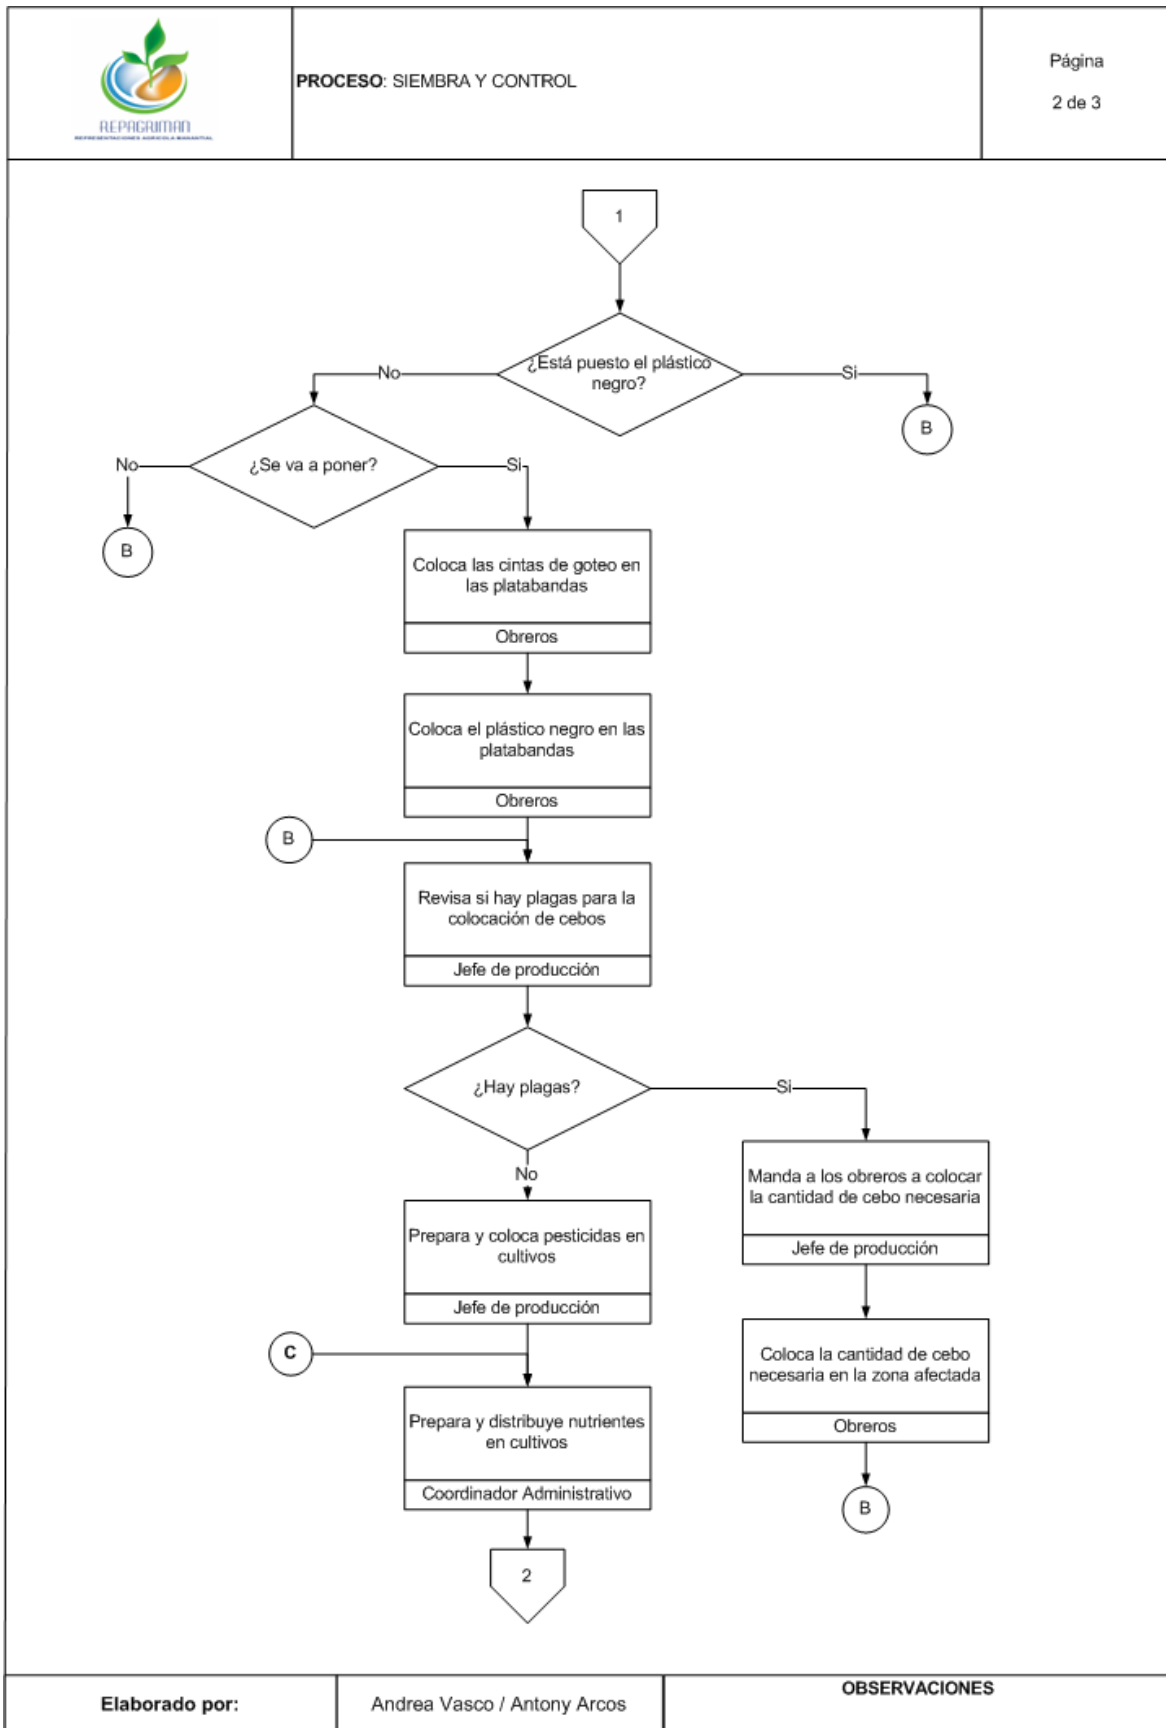 REPAGRIMAN
REPRESENTACIONES AGRICOLA MANANTIAL
PROCESO: SIEMBRA Y CONTROL
Página
2 de 3
1
¿Está puesto el plástico
negro?
No
Si
B
¿Se va a poner?
No
Si
B
Coloca las cintas de goteo en
las platabandas
Obreros
Coloca el plástico negro en las
platabandas
Obreros
B
Revisa si hay plagas para la
colocación de cebos
Jefe de producción
¿Hay plagas?
Si
No
Manda a los obreros a colocar
la cantidad de cebo necesaria
Jefe de producción
Prepara y coloca pesticidas en
cultivos
Jefe de producción
C
Coloca la cantidad de cebo
necesaria en la zona afectada
Obreros
Prepara y distribuye nutrientes
en cultivos
Coordinador Administrativo
B
2
Elaborado por:
Andrea Vasco / Antony Arcos
OBSERVACIONES